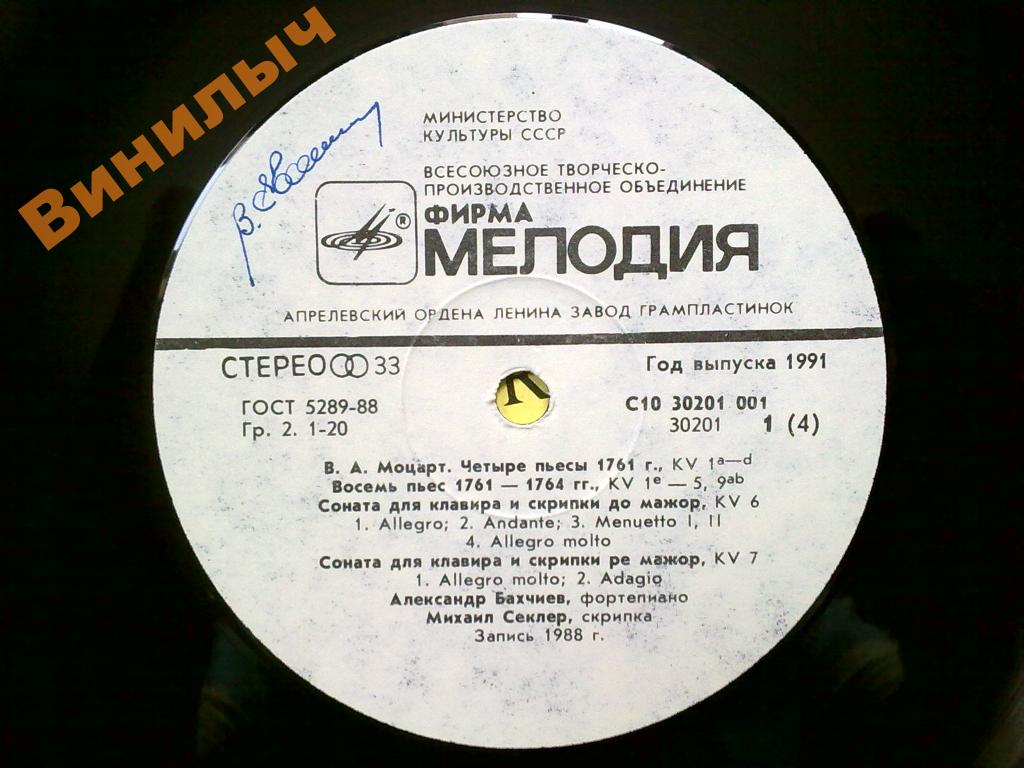 Винилыч
МИНИСТЕРСТВО
КУЛЬТУРЫ СССР
ВСЕСОЮЗНОЕ ТВОРЧЕСКО-
ПРОИЗВОДСТВЕННОЕ ОБЪЕДИНЕНИЕ
®
ФИРМА
МЕЛОДИЯ
АПРЕЛЕВСКИЙ ОРДЕНА ЛЕНИНА ЗАВОД ГРАМПЛАСТИНОК
СТЕРЕО 33
Год выпуска 1991
ГОСТ 5289-88
Гр. 2. 1-20
С10 30201 001
30201 1 (4)
В. А. Моцарт. Четыре пьесы 1761 г., KV 1a—d
Восемь пьес 1761 — 1764 гг., KV 1e — 5, 9ab
Соната для клавира и скрипки до мажор, KV 6
1. Allegro; 2. Andante; 3. Menuetto I, II
4. Allegro molto
Соната для клавира и скрипки ре мажор, KV 7
1. Allegro molto; 2. Adagio
Александр Бахчиев, фортепиано
Михаил Секлер, скрипка
Запись 1988 г.